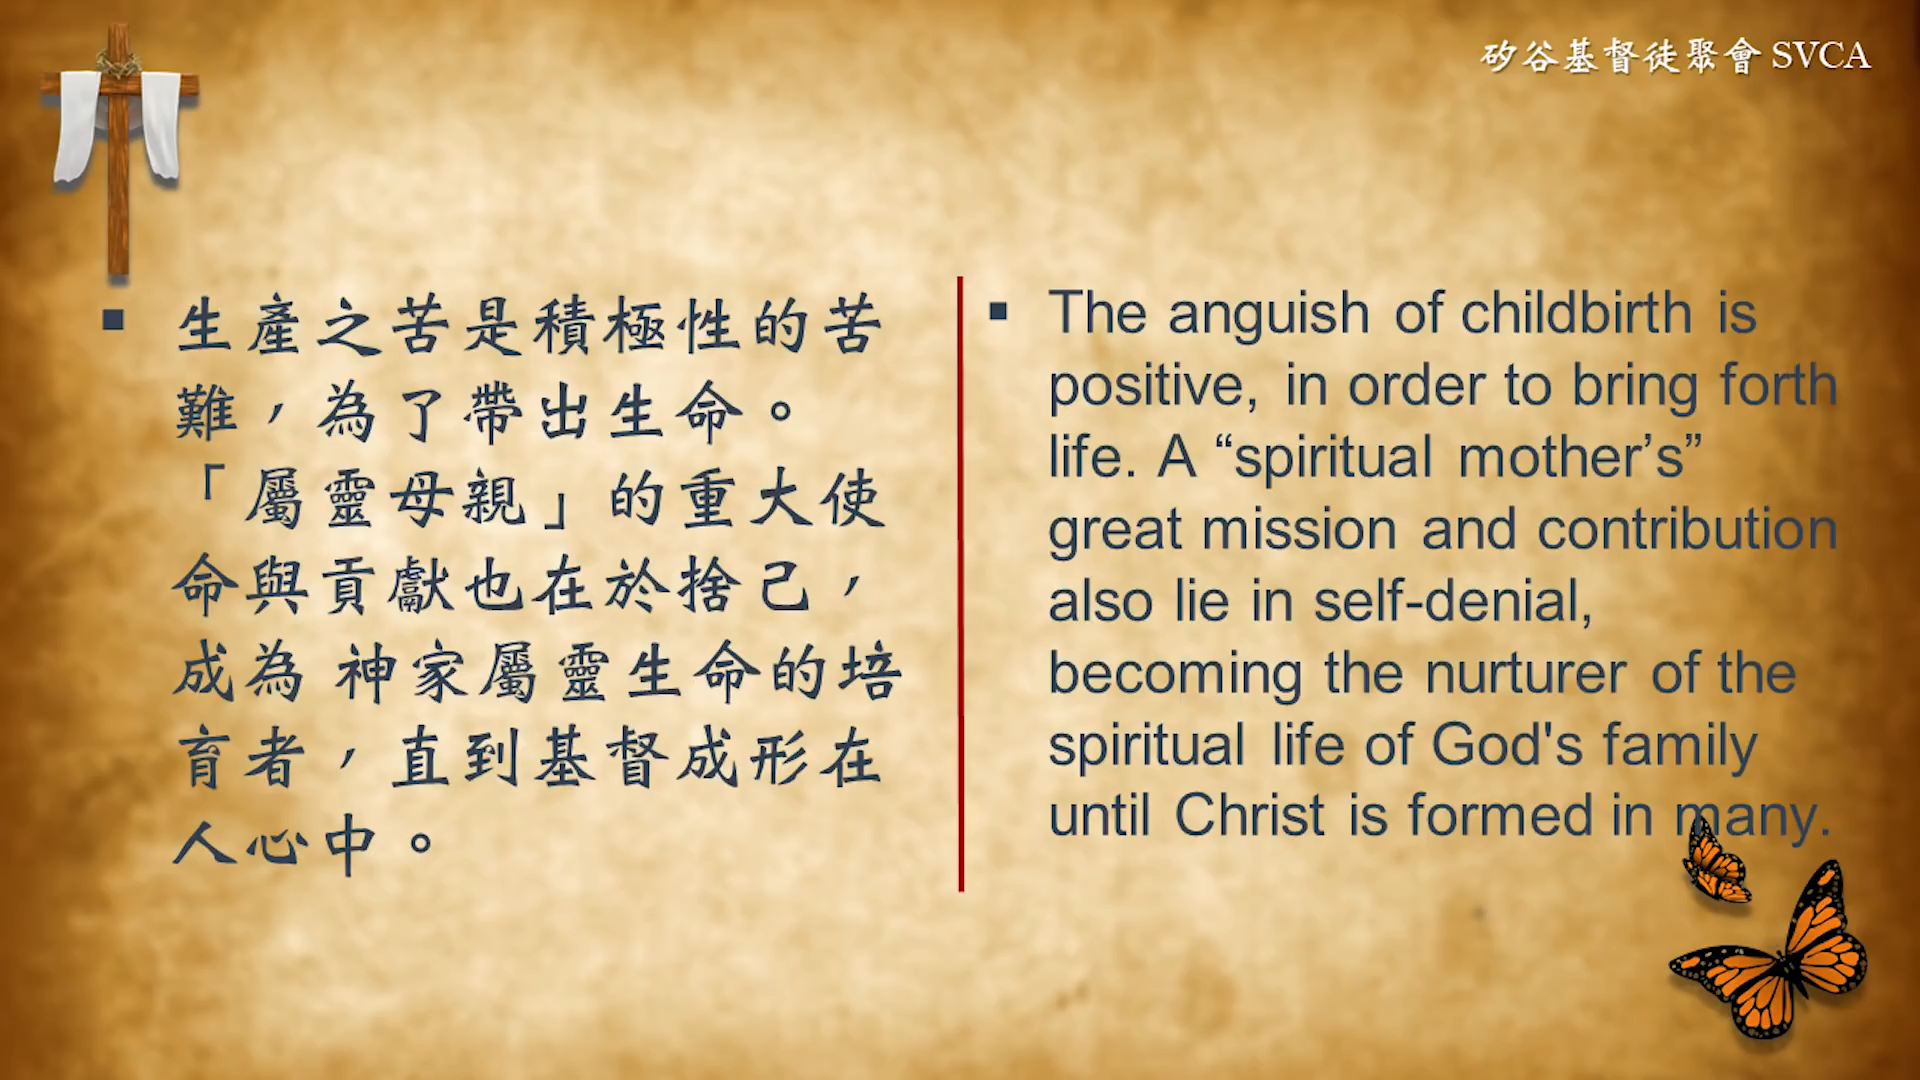 矽谷基督徒聚會 SVCA
▪ 生產之苦是積極性的苦
難，為了帶出生命。
「屬靈母親」的重大使
命與貢獻也在於捨己，
成為 神家屬靈生命的培
育者，直到基督成形在
人心中。
▪ The anguish of childbirth is
positive, in order to bring forth
life. A “spiritual mother’s”
great mission and contribution
also lie in self-denial,
becoming the nurturer of the
spiritual life of God's family
until Christ is formed in many.